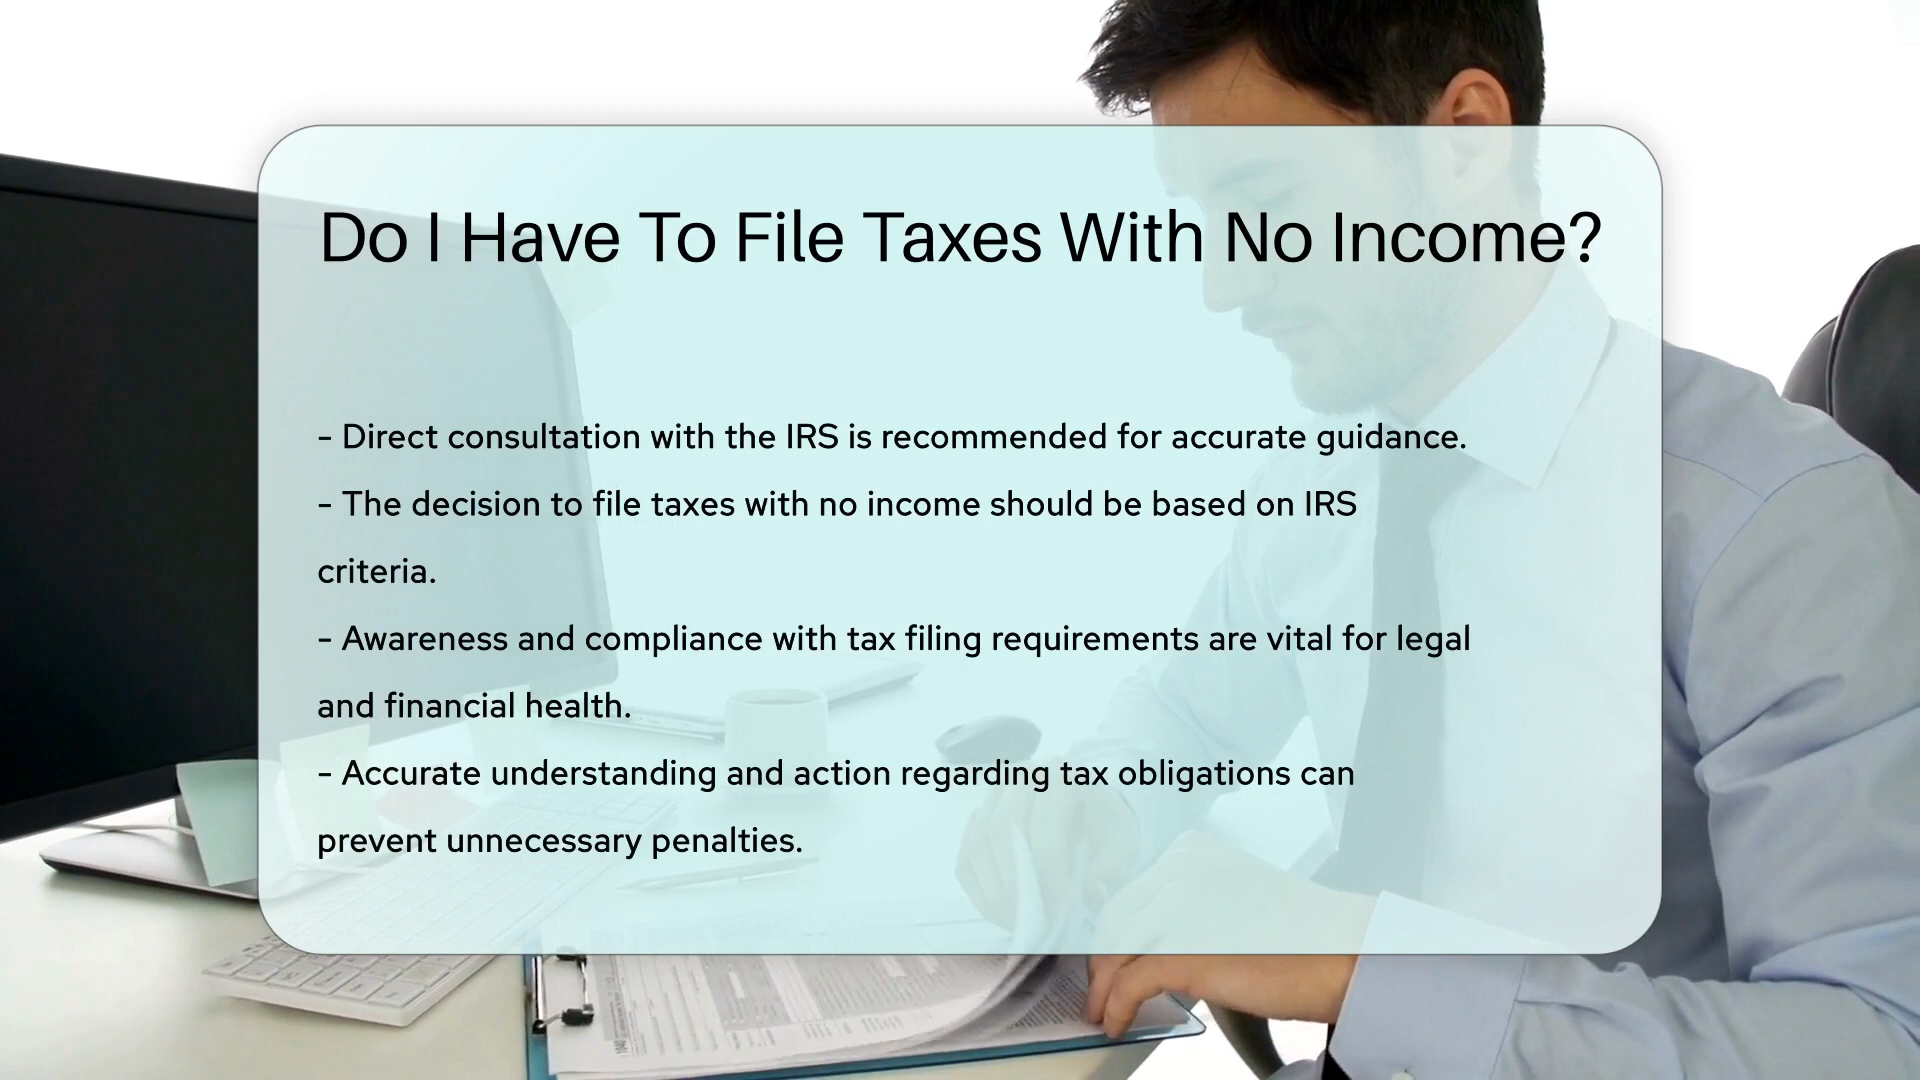 Do I Have To File Taxes With No Income?
- Direct consultation with the IRS is recommended for accurate guidance.
- The decision to file taxes with no income should be based on IRS
criteria.
- Awareness and compliance with tax filing requirements are vital for legal
and financial health.
- Accurate understanding and action regarding tax obligations can
prevent unnecessary penalties.
1040